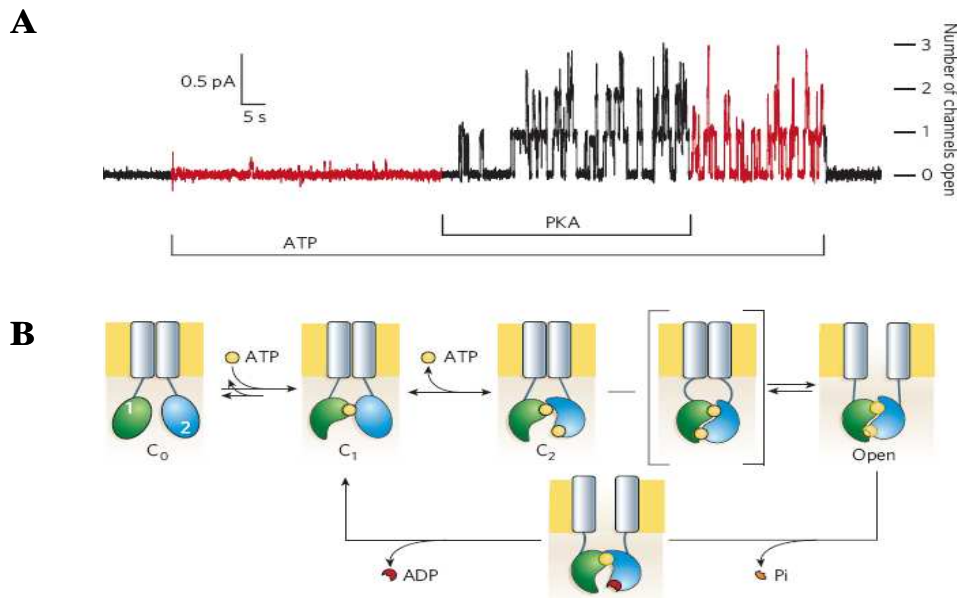 A
0.5 pA
5 s
3
2
1
0
Number of channels open
PKA
ATP
B
ATP
ATP
1
2
C₀
C₁
C₂
Open
ADP
Pi